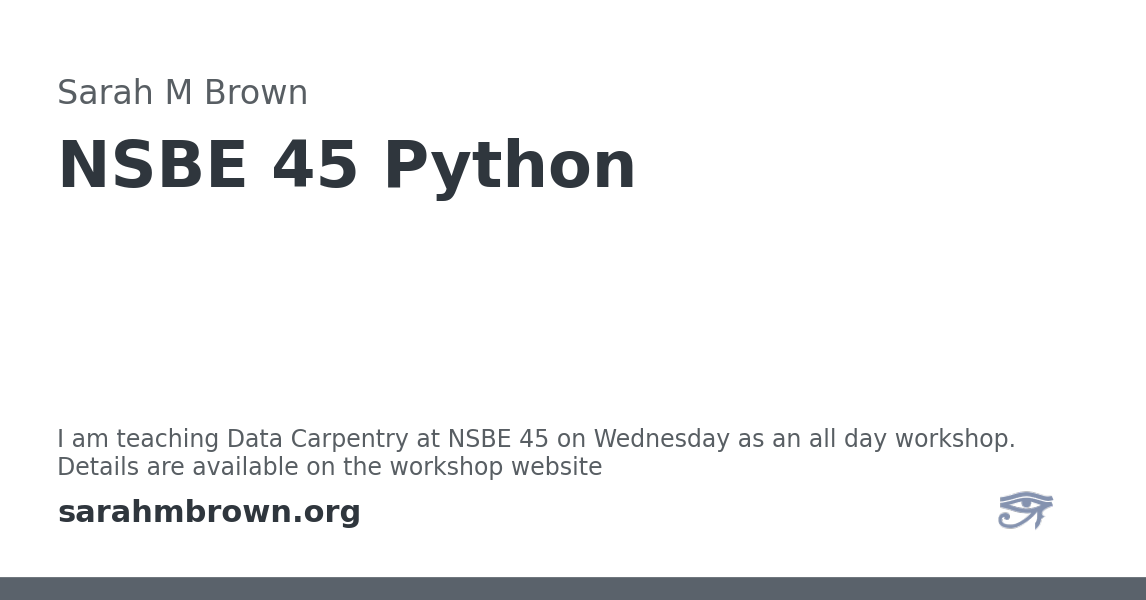 Sarah M Brown
NSBE 45 Python
I am teaching Data Carpentry at NSBE 45 on Wednesday as an all day workshop.
Details are available on the workshop website
sarahmbrown.org